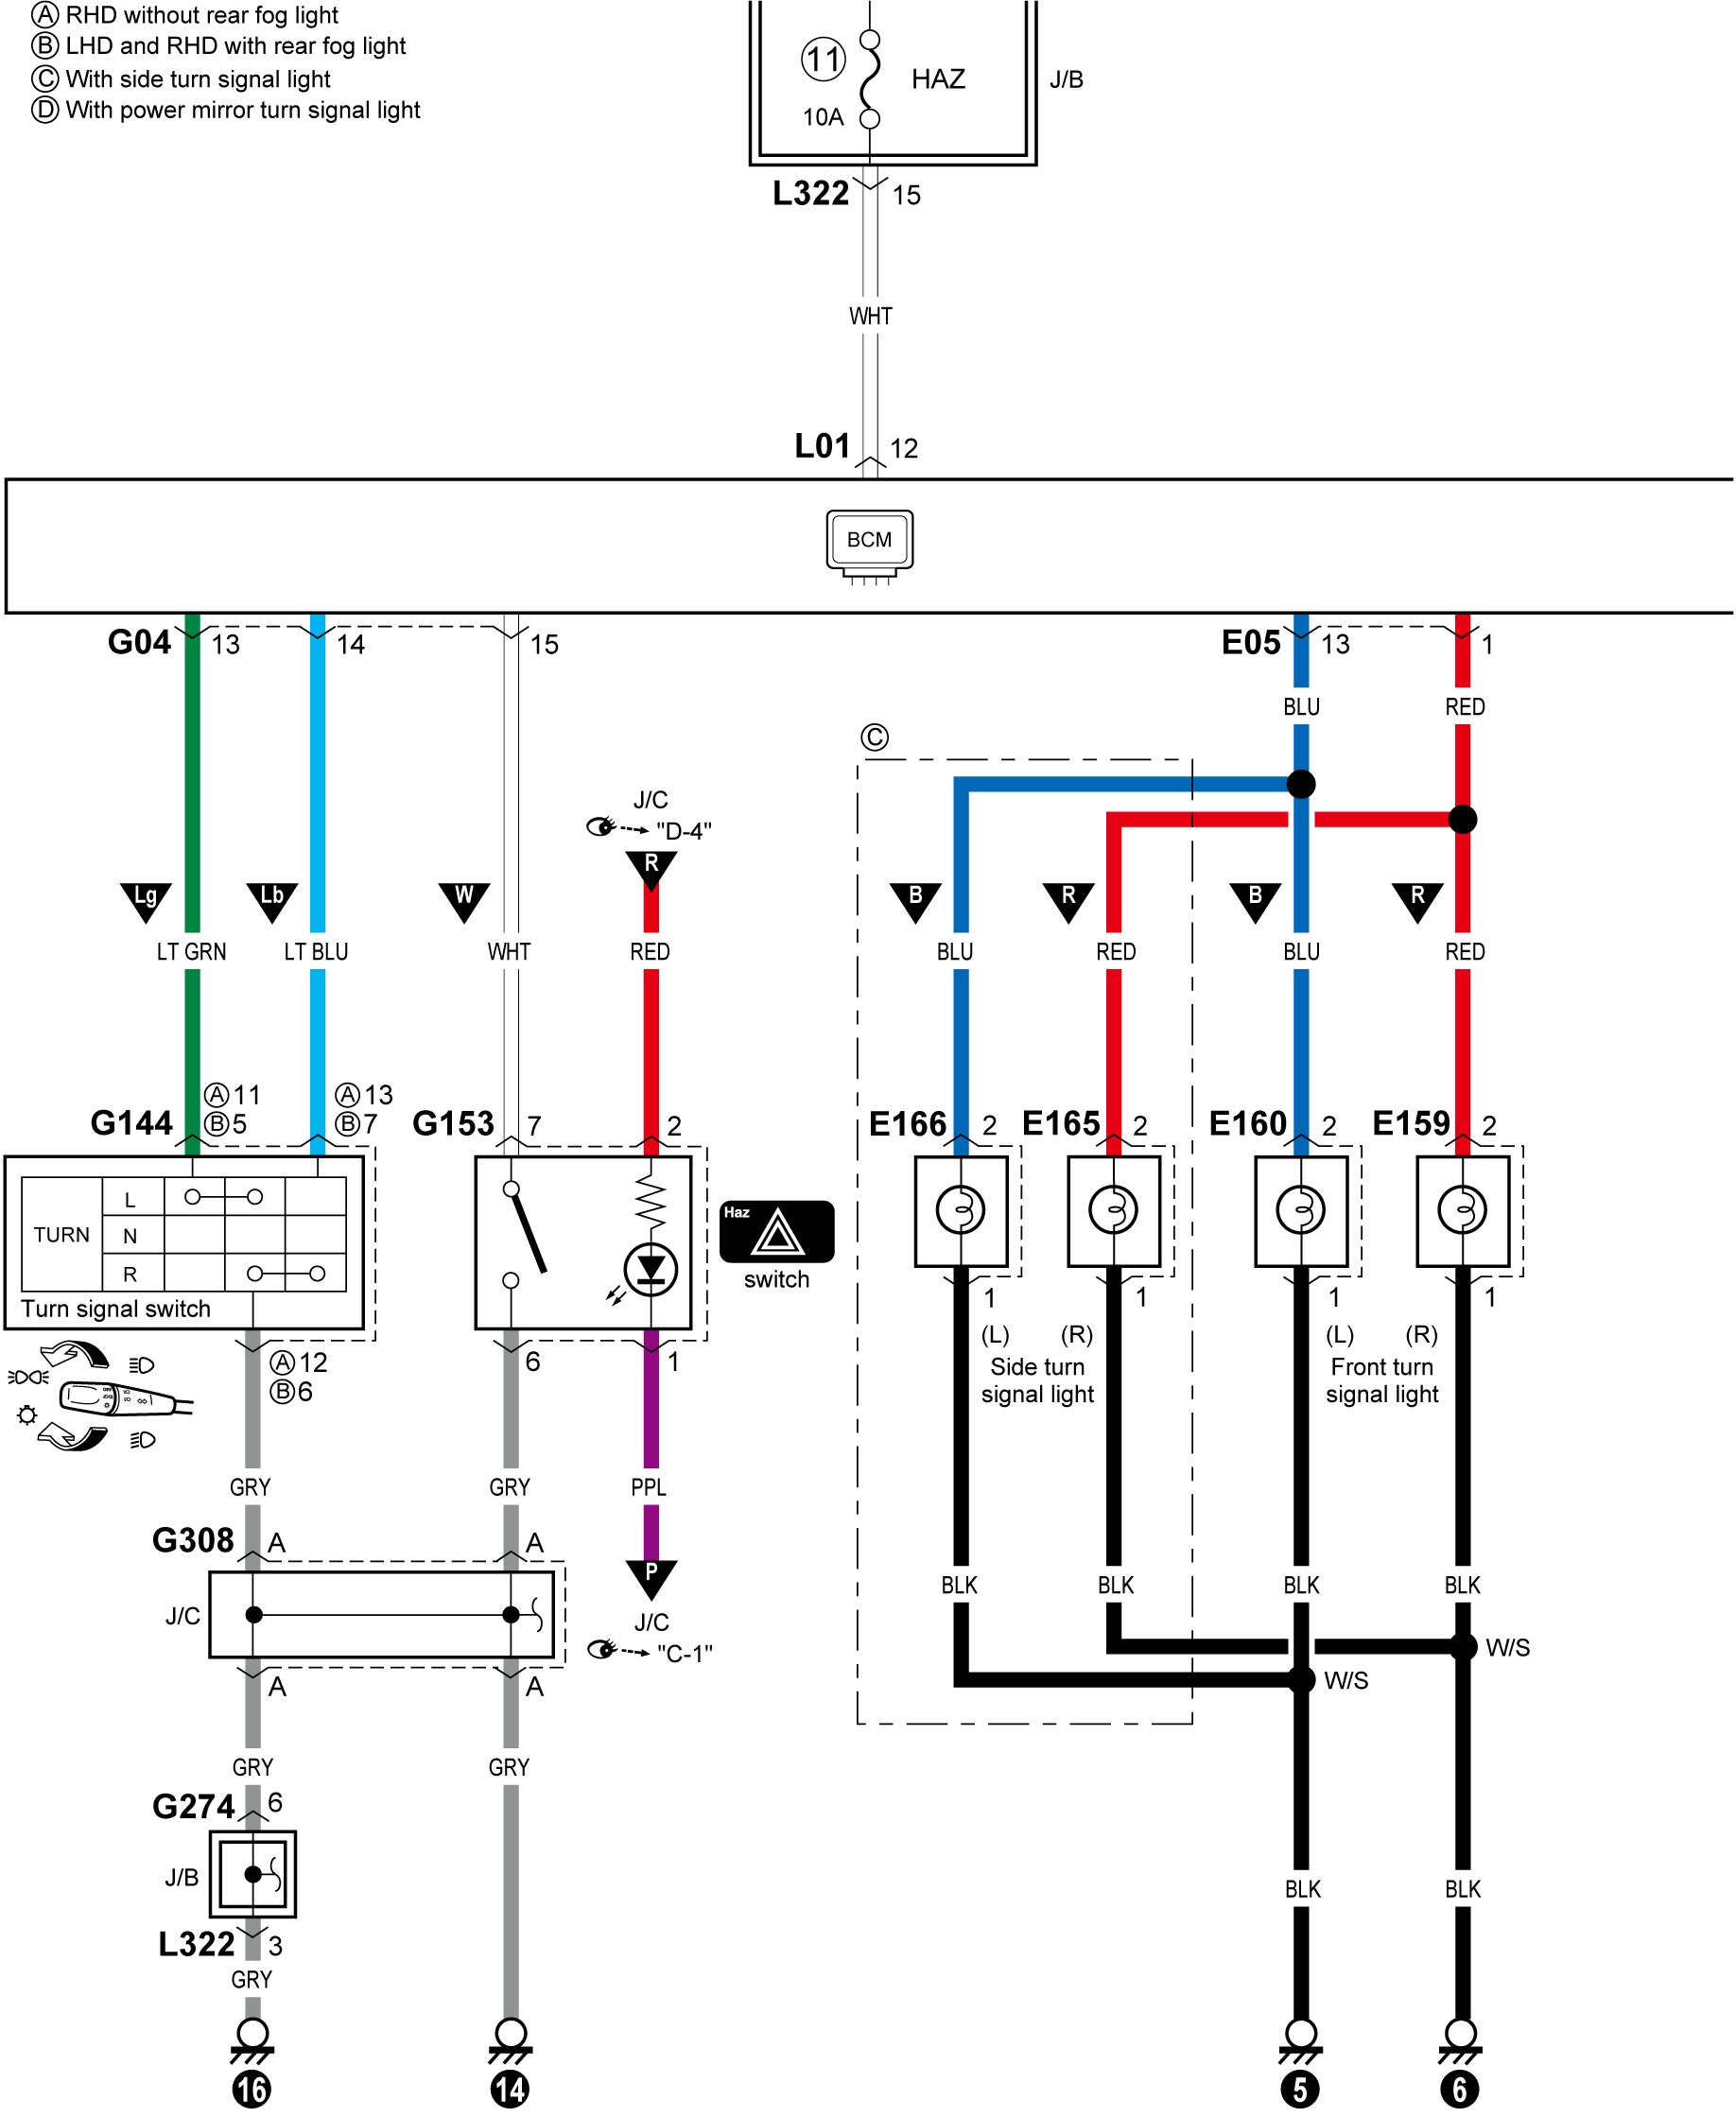 Ⓐ RHD without rear fog light
Ⓑ LHD and RHD with rear fog light
Ⓒ With side turn signal light
Ⓓ With power mirror turn signal light
11
HAZ
J/B
10A
L322 15
WHT
L01 12
BCM
G04 13 14 15
E05 13 1
BLU RED
Ⓒ
J/C
"D-4"
R
Lg Lb W B R B R
LT GRN LT BLU WHT RED BLU RED BLU RED
Ⓐ11 Ⓐ13
G144 Ⓑ5 Ⓑ7 G153 7 2 E166 2 E165 2 E160 2 E159 2
TURN L
N
R
Turn signal switch
Haz
switch
Ⓐ12 6 1 1 1 1 1
Ⓑ6
(L) (R) (L) (R)
Side turn
signal light
Front turn
signal light
GRY GRY PPL
G308 A A
P
BLK BLK BLK BLK
J/C
J/C
"C-1"
W/S
W/S
A A
GRY GRY
G274 6
J/B
BLK BLK
L322 3
GRY
16 14 5 6